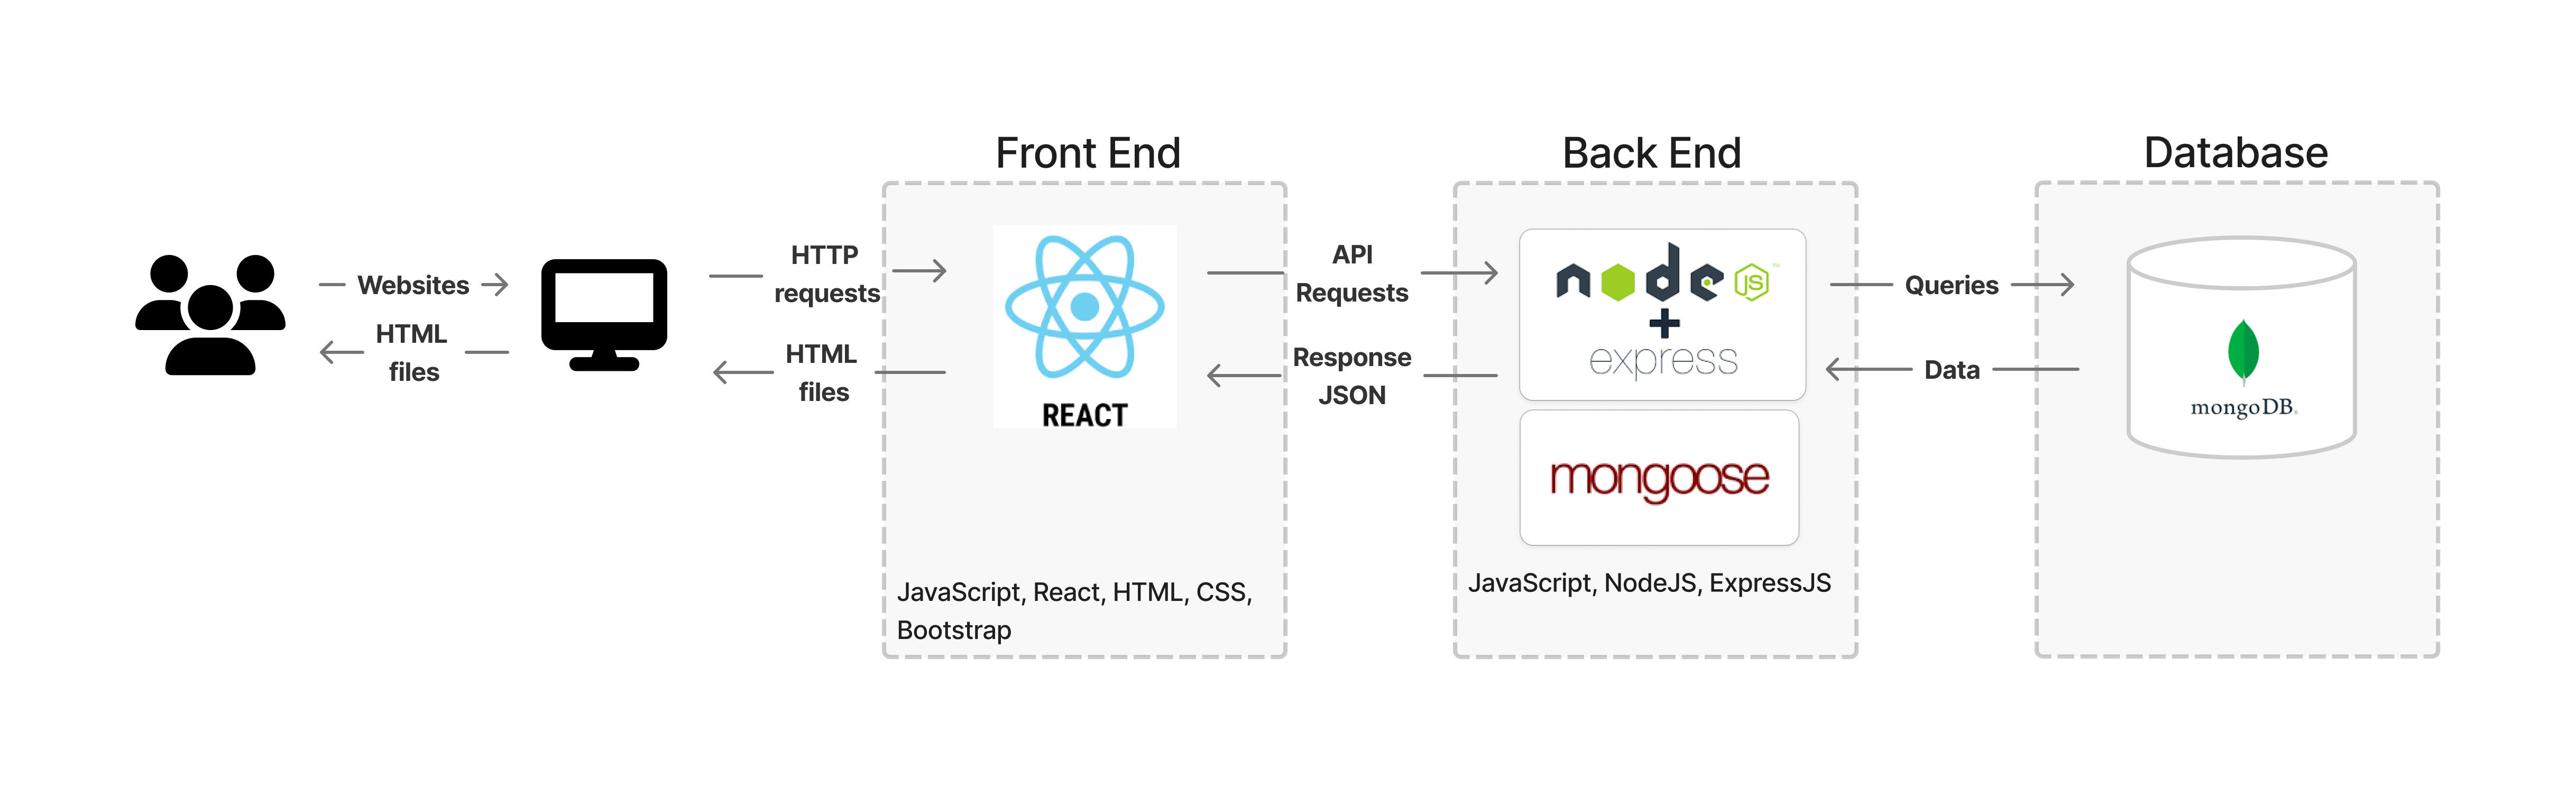 Front End
Back End
Database
Websites
HTML
files
HTTP
requests
HTML
files
REACT
JavaScript, React, HTML, CSS,
Bootstrap
API
Requests
Response
JSON
node JS™
+
express
mongoose
JavaScript, NodeJS, ExpressJS
Queries
Data
mongoDB.